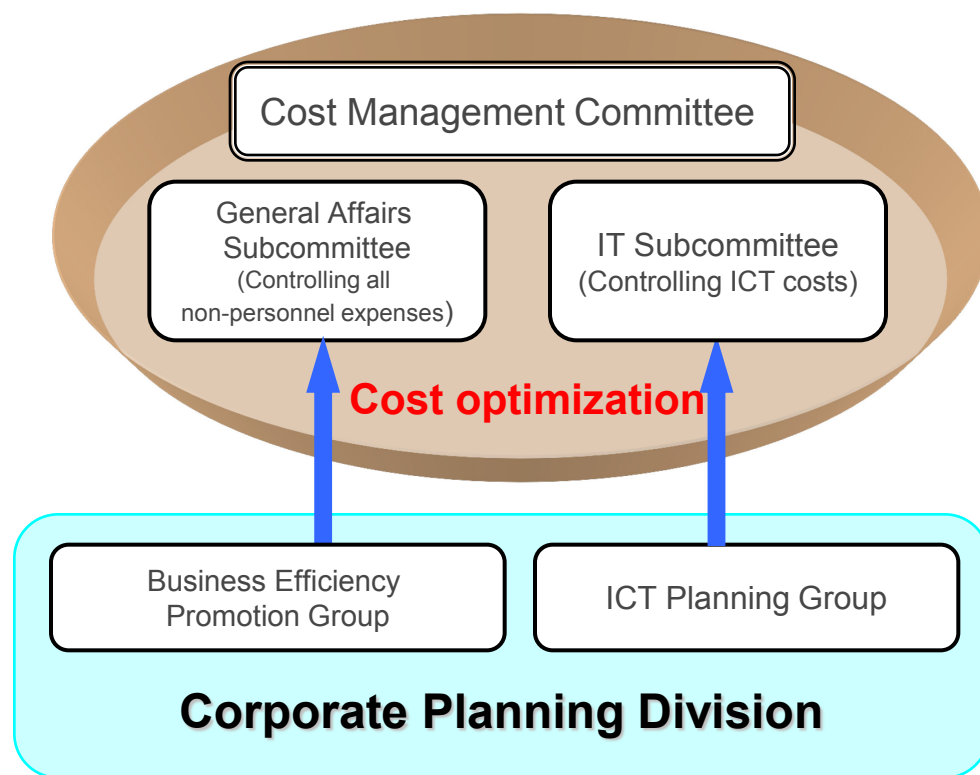 Cost Management Committee
General Affairs
Subcommittee
(Controlling all
non-personnel expenses)
IT Subcommittee
(Controlling ICT costs)
Cost optimization
Business Efficiency
Promotion Group
ICT Planning Group
Corporate Planning Division